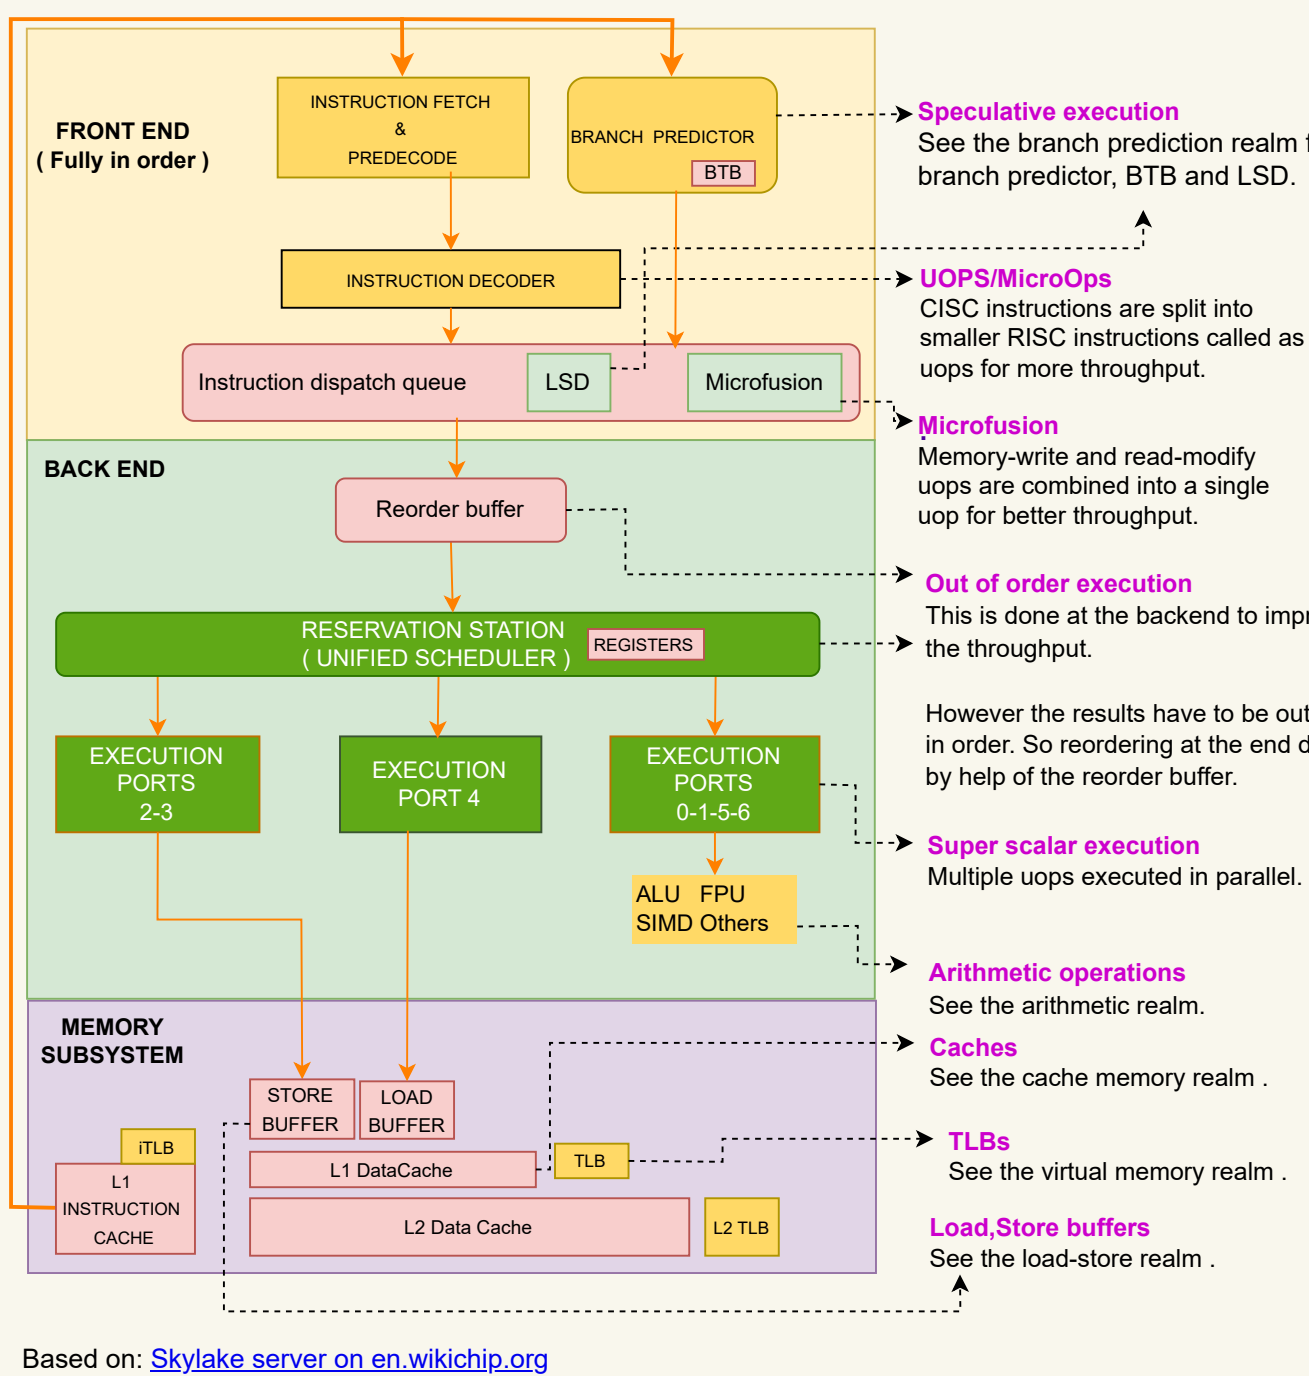 FRONT END
( Fully in order )
INSTRUCTION FETCH
&
PREDECODE
BRANCH PREDICTOR
BTB
Speculative execution
See the branch prediction realm f
branch predictor, BTB and LSD.
INSTRUCTION DECODER
UOPS/MicroOps
CISC instructions are split into
smaller RISC instructions called as
uops for more throughput.
Instruction dispatch queue
LSD
Microfusion
Microfusion
Memory-write and read-modify
uops are combined into a single
uop for better throughput.
BACK END
Reorder buffer
Out of order execution
This is done at the backend to impr
the throughput.
However the results have to be out
in order. So reordering at the end d
by help of the reorder buffer.
RESERVATION STATION
( UNIFIED SCHEDULER )
REGISTERS
EXECUTION
PORTS
2-3
EXECUTION
PORT 4
EXECUTION
PORTS
0-1-5-6
Super scalar execution
Multiple uops executed in parallel.
ALU FPU
SIMD Others
Arithmetic operations
See the arithmetic realm.
MEMORY
SUBSYSTEM
Caches
See the cache memory realm .
STORE
BUFFER
LOAD
BUFFER
iTLB
L1
INSTRUCTION
CACHE
L1 DataCache
TLB
TLBs
See the virtual memory realm .
L2 Data Cache
L2 TLB
Load,Store buffers
See the load-store realm .
Based on: Skylake server on en.wikichip.org